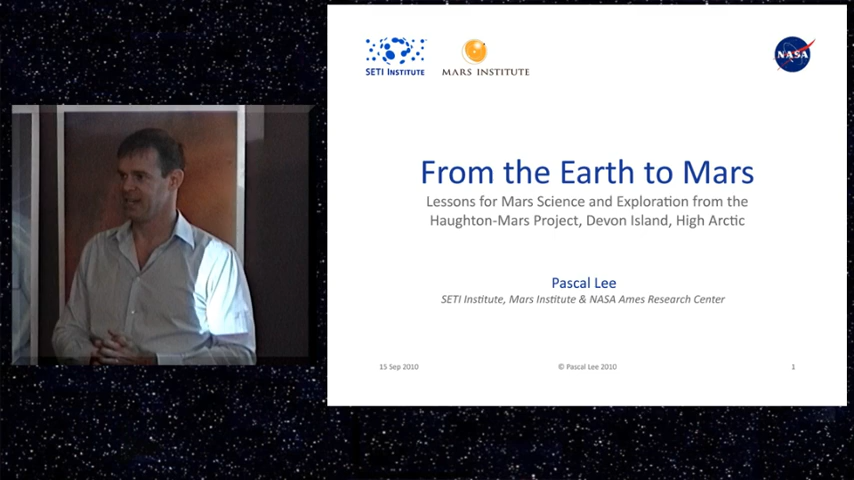 SETI INSTITUTE
MARS INSTITUTE
NASA
From the Earth to Mars
Lessons for Mars Science and Exploration from the
Haughton-Mars Project, Devon Island, High Arctic
Pascal Lee
SETI Institute, Mars Institute & NASA Ames Research Center
15 Sep 2010
© Pascal Lee 2010
1